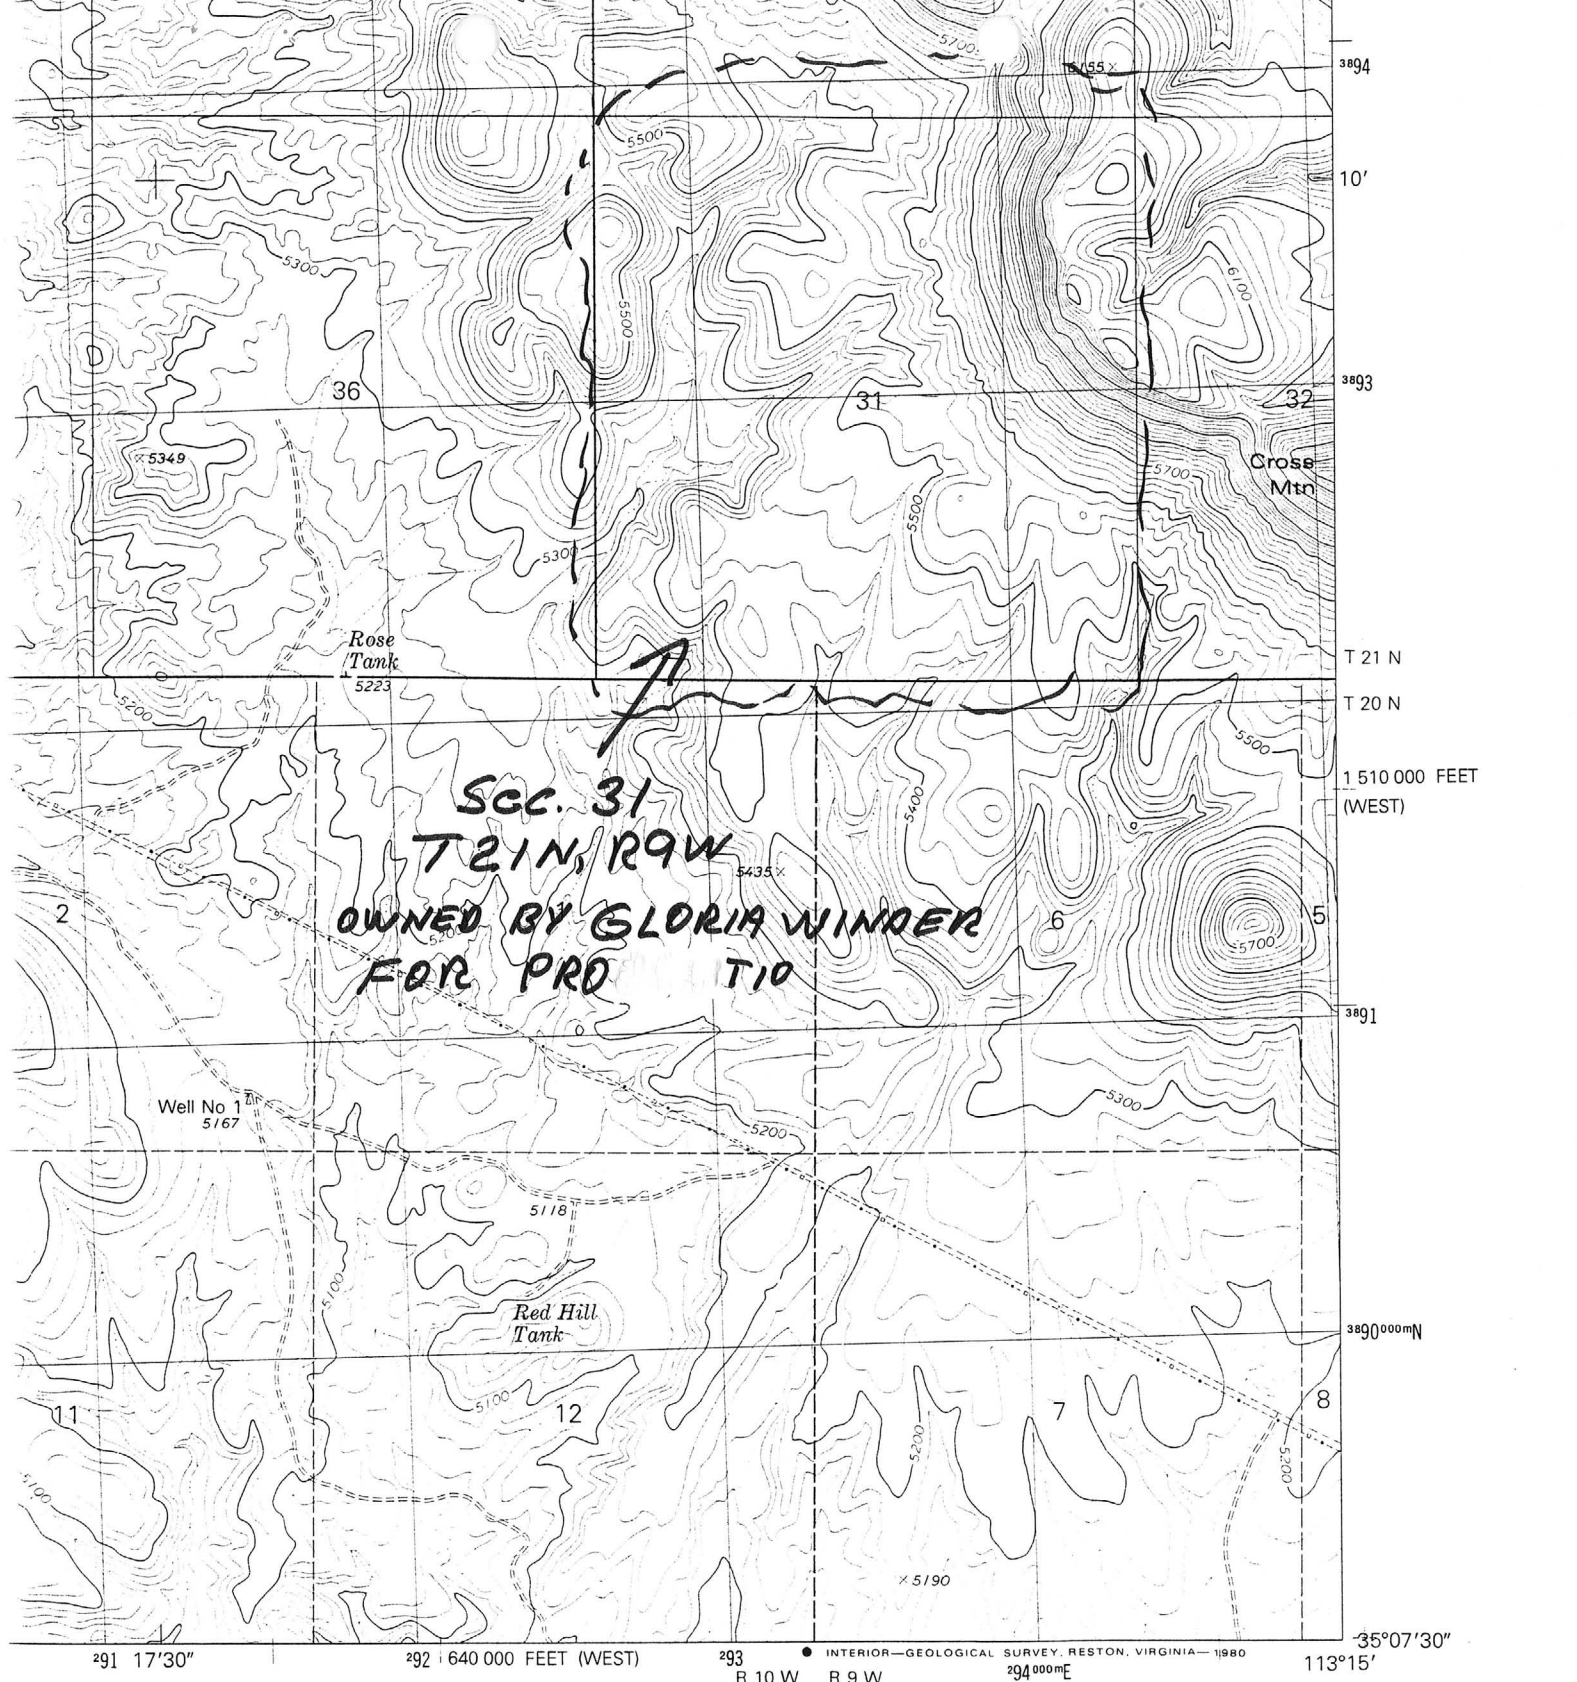 5700
3894
5500
10'
5300
6100
5500
3893
36
31
32
×5349
5700
Cross
Mtn
5500
5300
Rose
Tank
5223
T 21 N
T 20 N
5200
5500
1 510 000 FEET
(WEST)
SEC. 31
T21N, R9W
5400
5435×
2
OWNED BY GLORIA WINDER
6
5
5700
FOR PRO TIO
3891
Well No 1
5167
5300
5200
5118
5100
Red Hill
Tank
3890000mN
5100
11
12
7
8
5200
5200
5100
×5190
35°07'30"
291 17'30" 292 640 000 FEET (WEST) 293
INTERIOR—GEOLOGICAL SURVEY, RESTON, VIRGINIA—1980
294000mE
113°15'
R 10 W R 9 W